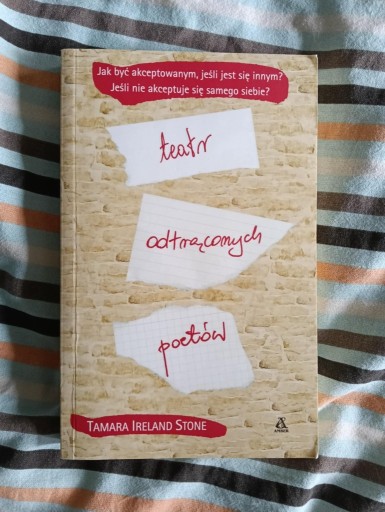 Jak być akceptowanym, jeśli jest się innym?
Jeśli nie akceptuje się samego siebie?
teatr
odtrąconych
poetów
TAMARA IRELAND STONE
AMBER